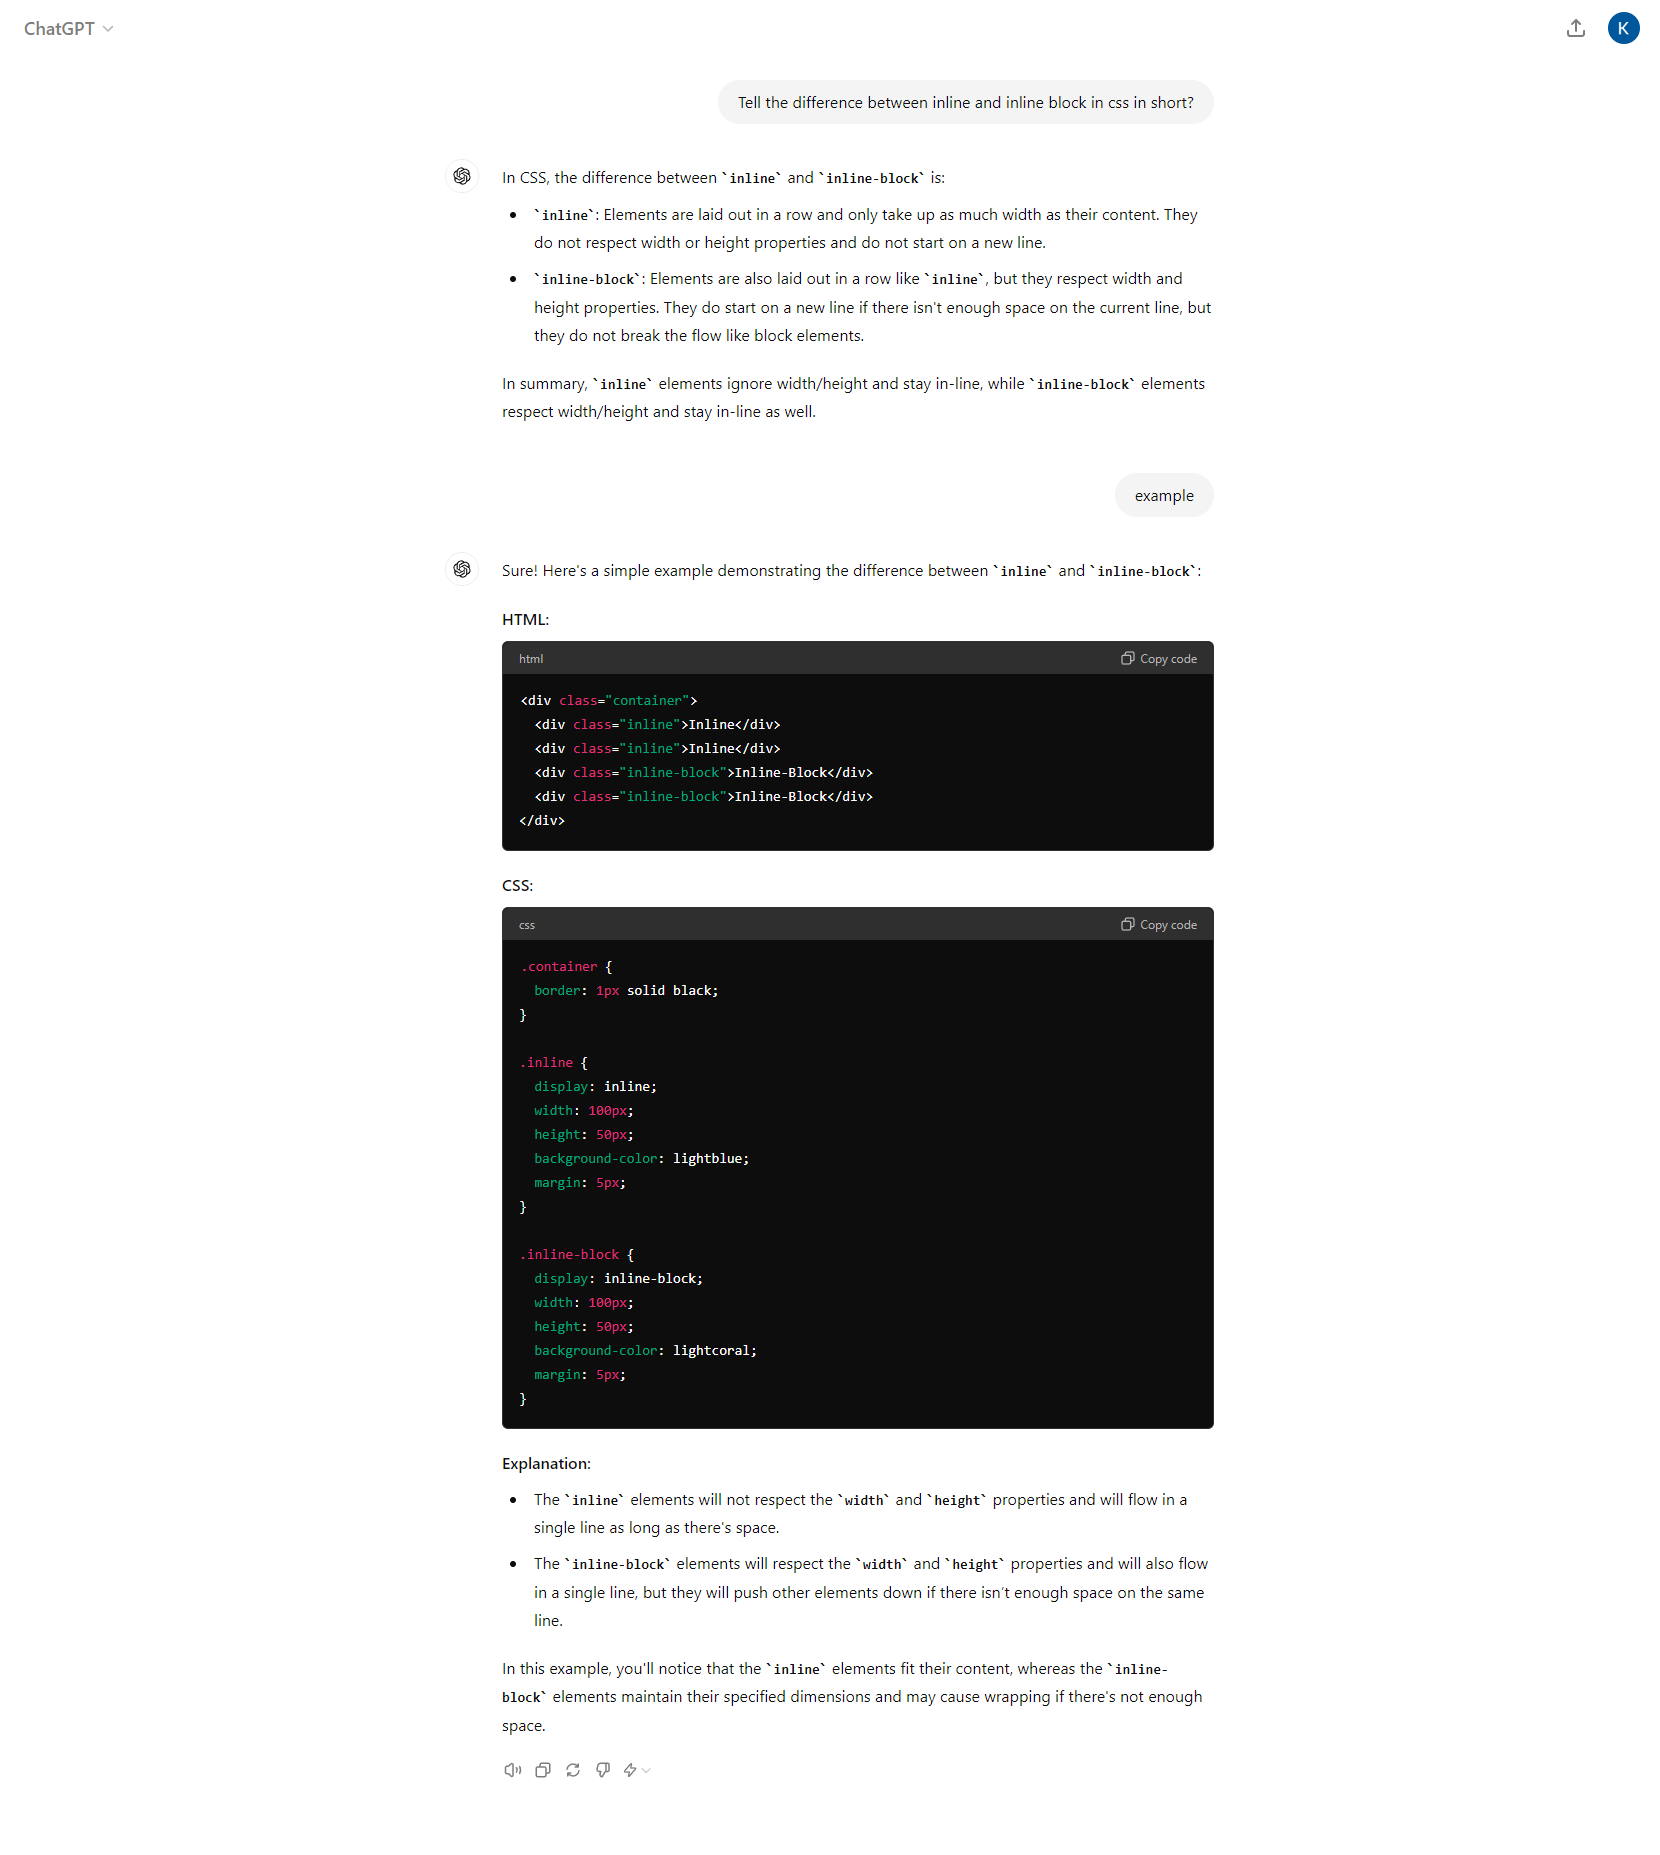 ChatGPT
K
Tell the difference between inline and inline block in css in short?
In CSS, the difference between `inline` and `inline-block` is:
• `inline`: Elements are laid out in a row and only take up as much width as their content. They
do not respect width or height properties and do not start on a new line.
• `inline-block`: Elements are also laid out in a row like `inline`, but they respect width and
height properties. They do start on a new line if there isn't enough space on the current line, but
they do not break the flow like block elements.
In summary, `inline` elements ignore width/height and stay in-line, while `inline-block` elements
respect width/height and stay in-line as well.
example
Sure! Here's a simple example demonstrating the difference between `inline` and `inline-block`:
HTML:
html Copy code
<div class="container">
  <div class="inline">Inline</div>
  <div class="inline">Inline</div>
  <div class="inline-block">Inline-Block</div>
  <div class="inline-block">Inline-Block</div>
</div>
CSS:
css Copy code
.container {
  border: 1px solid black;
}
.inline {
  display: inline;
  width: 100px;
  height: 50px;
  background-color: lightblue;
  margin: 5px;
}
.inline-block {
  display: inline-block;
  width: 100px;
  height: 50px;
  background-color: lightcoral;
  margin: 5px;
}
Explanation:
• The `inline` elements will not respect the `width` and `height` properties and will flow in a
single line as long as there's space.
• The `inline-block` elements will respect the `width` and `height` properties and will also flow
in a single line, but they will push other elements down if there isn't enough space on the same
line.
In this example, you'll notice that the `inline` elements fit their content, whereas the `inline-
block` elements maintain their specified dimensions and may cause wrapping if there's not enough
space.